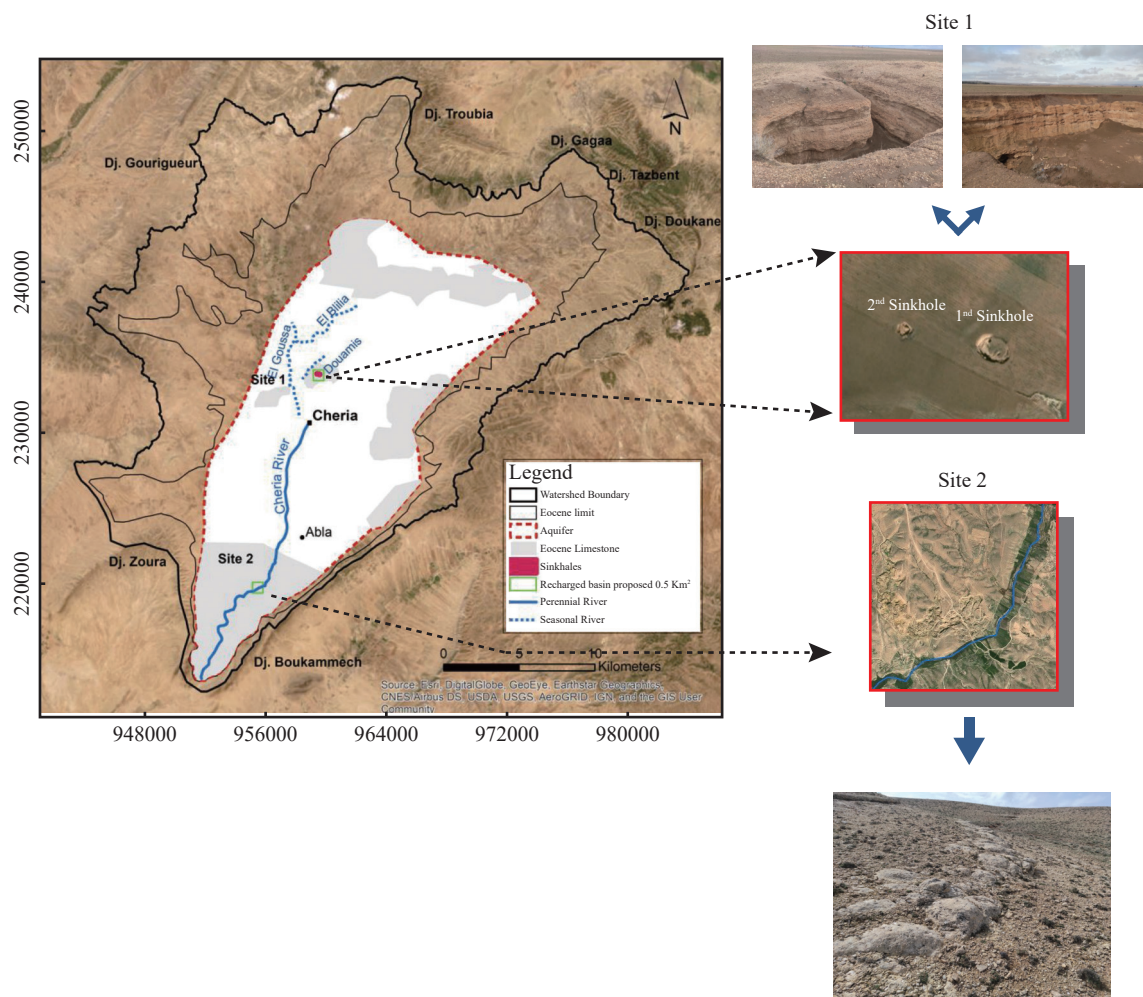 Site 1
Dj. Troubia
Dj. Gourigueur
Dj. Gagaa
Dj. Tazbent
Dj. Doukane
N
250000
240000
230000
220000
El Blilia
El Goussa
Douamis
Site 1
Cheria
Cheria River
Abla
Site 2
Dj. Zoura
Dj. Boukammech
Legend
Watershed Boundary
Eocene limit
Aquifer
Eocene Limestone
Sinkhales
Recharged basin proposed 0.5 Km²
Perennial River
Seasonal River
0 5 10
Kilometers
Source: Esri, DigitalGlobe, GeoEye, Earthstar Geographics,
CNES/Airbus DS, USDA, USGS, AeroGRID, IGN, and the GIS User
Community
948000 956000 964000 972000 980000
2nd Sinkhole
1nd Sinkhole
Site 2